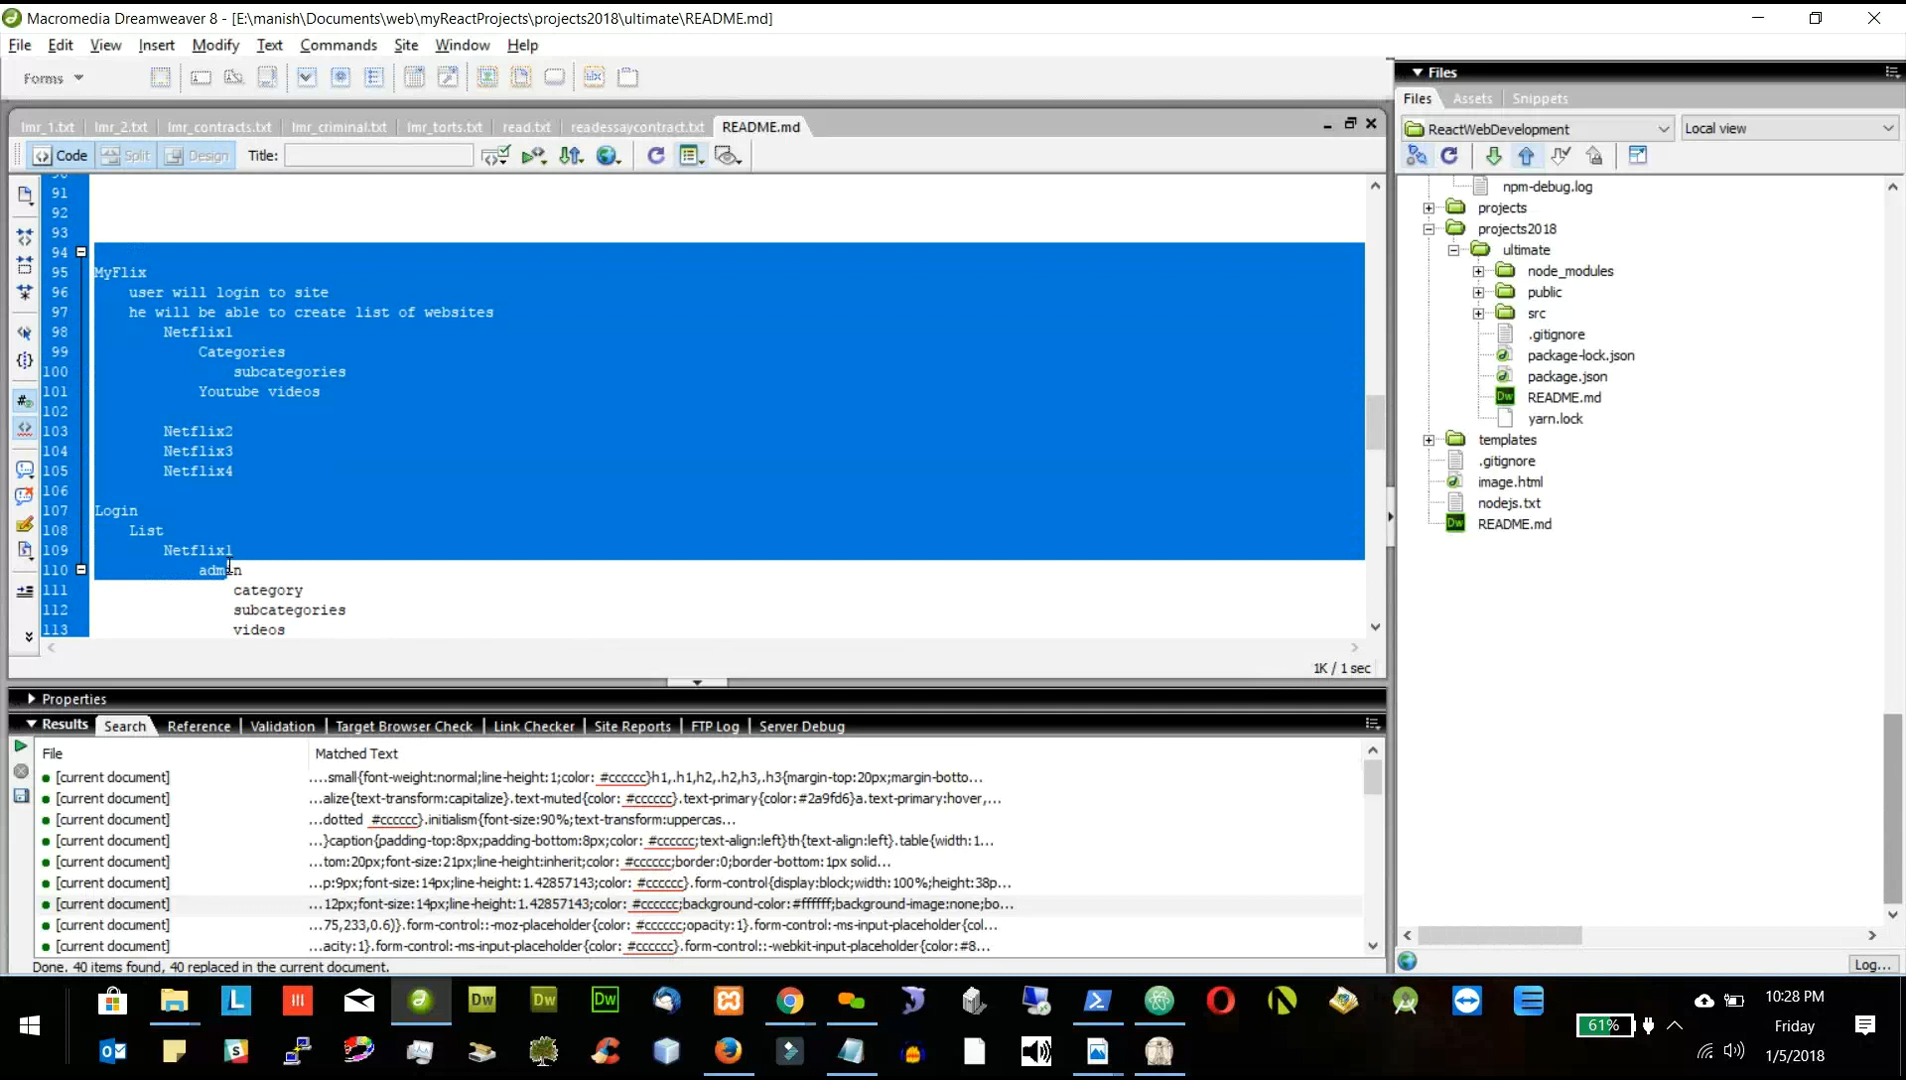 Macromedia Dreamweaver 8 - [E:\manish\Documents\web\myReactProjects\projects2018\ultimate\README.md]
File Edit View Insert Modify Text Commands Site Window Help
Forms
lmr_1.txt lmr_2.txt lmr_contracts.txt lmr_criminal.txt lmr_torts.txt read.txt readessaycontract.txt README.md
Code Split Design Title:
91
92
93
94
95 MyFlix
96 user will login to site
97 he will be able to create list of websites
98 Netflix1
99 Categories
100 subcategories
101 Youtube videos
102
103 Netflix2
104 Netflix3
105 Netflix4
106
107 Login
108 List
109 Netflix1
110 admin
111 category
112 subcategories
113 videos
1K / 1 sec
Properties
Results Search Reference Validation Target Browser Check Link Checker Site Reports FTP Log Server Debug
File Matched Text
[current document] ....small{font-weight:normal;line-height:1;color: #cccccc}h1,.h1,h2,.h2,h3,.h3{margin-top:20px;margin-botto...
[current document] ...alize{text-transform:capitalize}.text-muted{color: #cccccc}.text-primary{color:#2a9fd6}a.text-primary:hover,...
[current document] ...dotted #cccccc}.initialism{font-size:90%;text-transform:uppercas...
[current document] ...}caption{padding-top:8px;padding-bottom:8px;color: #cccccc;text-align:left}th{text-align:left}.table{width:1...
[current document] ...tom:20px;font-size:21px;line-height:inherit;color: #cccccc;border:0;border-bottom:1px solid...
[current document] ...p:9px;font-size:14px;line-height:1.42857143;color: #cccccc}.form-control{display:block;width:100%;height:38p...
[current document] ... 12px;font-size:14px;line-height:1.42857143;color: #cccccc;background-color:#ffffff;background-image:none;bo...
[current document] ...75,233,0.6)}.form-control::-moz-placeholder{color: #cccccc;opacity:1}.form-control:-ms-input-placeholder{col...
[current document] ...acity:1}.form-control:-ms-input-placeholder{color: #cccccc}.form-control::-webkit-input-placeholder{color:#8...
Done. 40 items found, 40 replaced in the current document.
Files
Files Assets Snippets
ReactWebDevelopment Local view
npm-debug.log
projects
projects2018
ultimate
node_modules
public
src
.gitignore
package-lock.json
package.json
README.md
yarn.lock
templates
.gitignore
image.html
nodejs.txt
README.md
Log...
61%
10:28 PM
Friday
1/5/2018